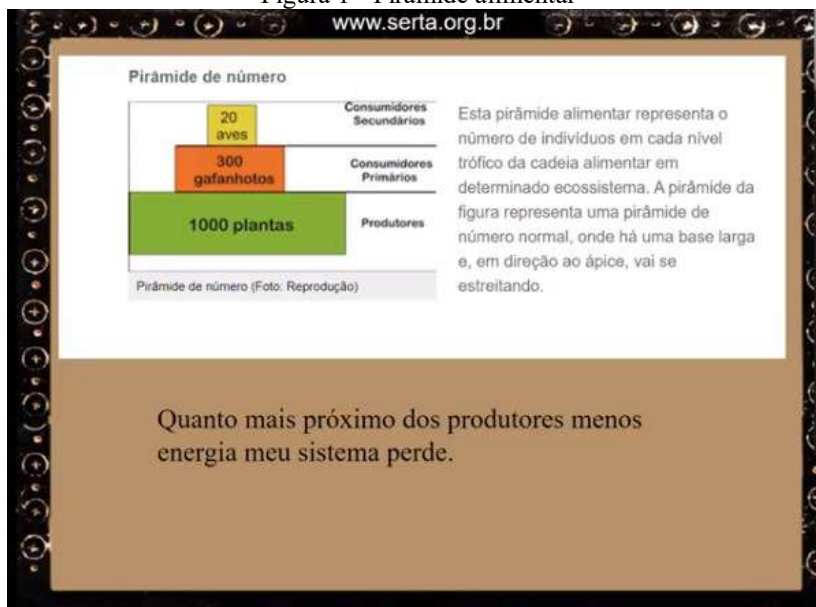 Figura 1 – Pirâmide alimentar
www.serta.org.br
Pirâmide de número
20
aves
Consumidores
Secundários
300
gafanhotos
Consumidores
Primários
1000 plantas
Produtores
Pirâmide de número (Foto: Reprodução)
Esta pirâmide alimentar representa o
número de indivíduos em cada nível
trófico da cadeia alimentar em
determinado ecossistema. A pirâmide da
figura representa uma pirâmide de
número normal, onde há uma base larga
e, em direção ao ápice, vai se
estreitando.
Quanto mais próximo dos produtores menos
energia meu sistema perde.